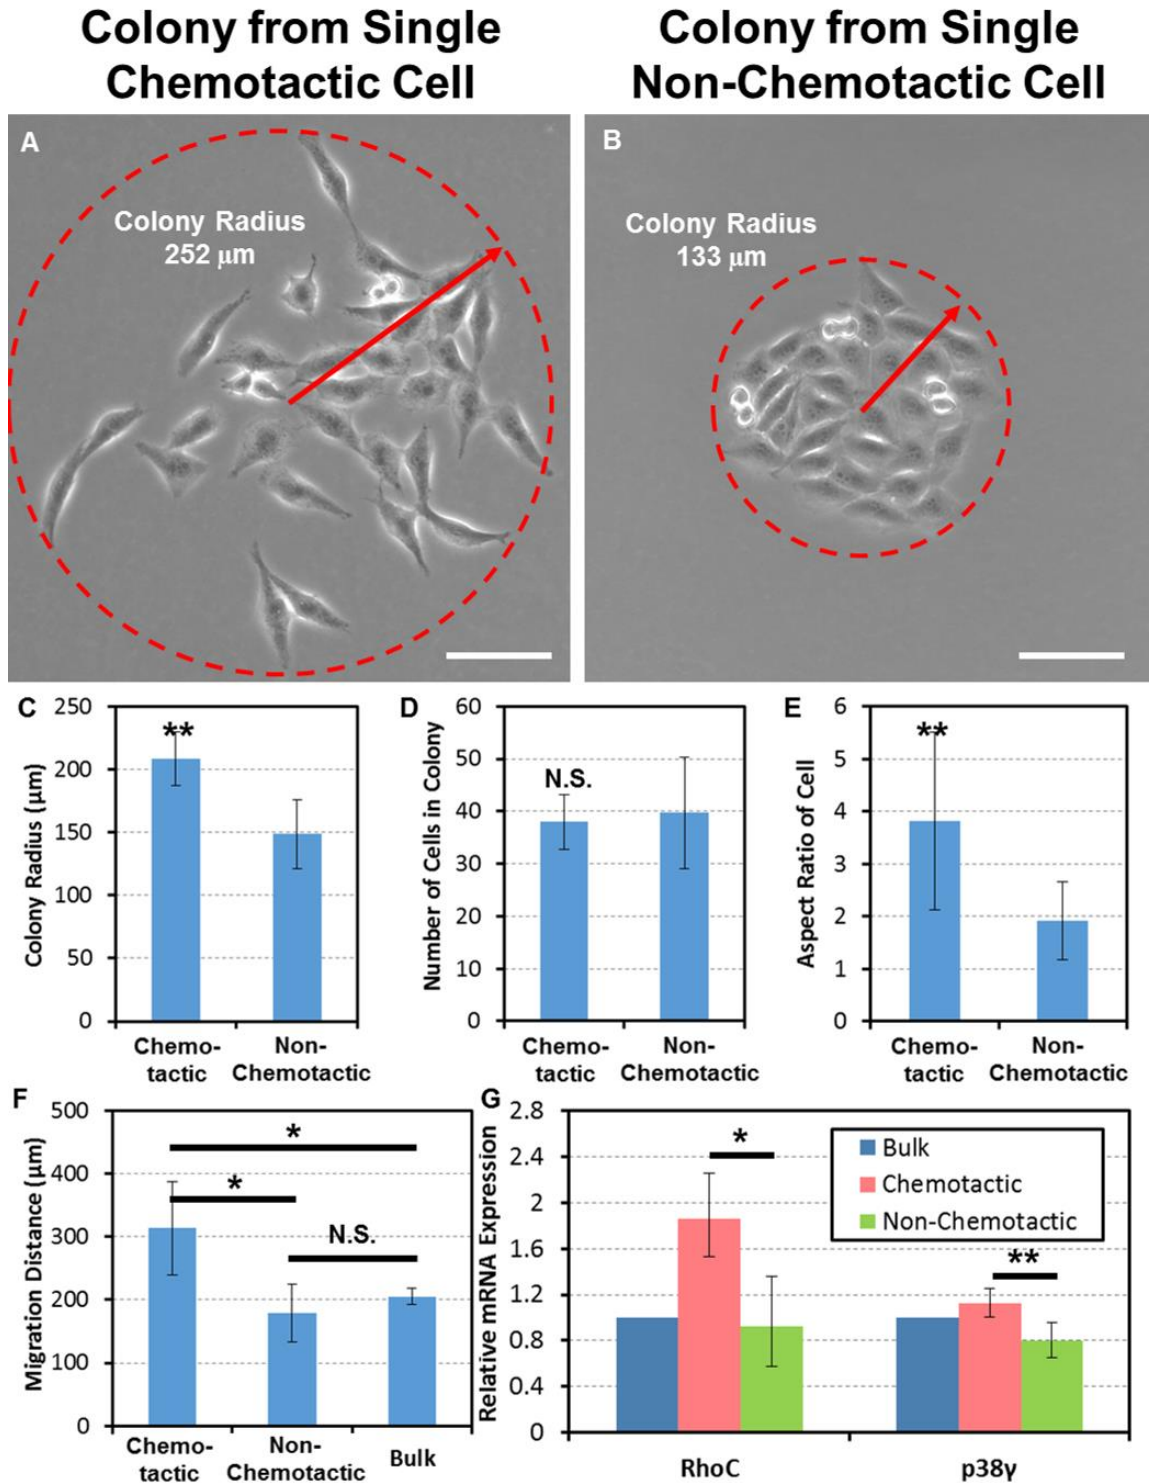 Colony from Single
Chemotactic Cell
Colony from Single
Non-Chemotactic Cell
A
Colony Radius
252 μm
B
Colony Radius
133 μm
C
Colony Radius (μm)
250
200
150
100
50
0
**
Chemo-
tactic
Non-
Chemotactic
D
Number of Cells in Colony
60
50
40
30
20
10
0
N.S.
Chemo-
tactic
Non-
Chemotactic
E
Aspect Ratio of Cell
6
5
4
3
2
1
0
**
Chemo-
tactic
Non-
Chemotactic
F
Migration Distance (μm)
500
400
300
200
100
0
*
*
N.S.
Chemo-
tactic
Non-
Chemotactic
Bulk
G
Relative mRNA Expression
2.8
2.4
2
1.6
1.2
0.8
0.4
0
*
**
Bulk
Chemotactic
Non-Chemotactic
RhoC
p38γ